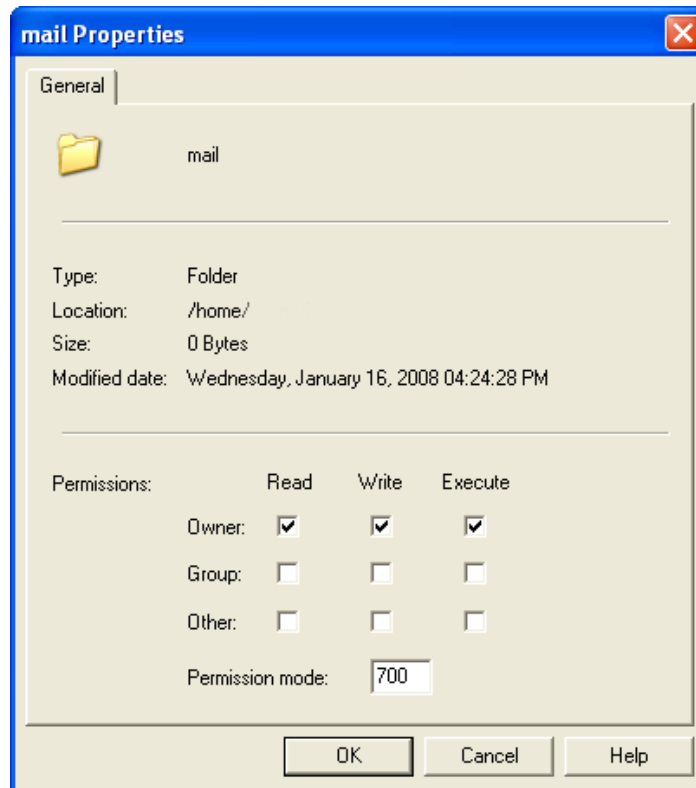 mail Properties
General
mail
Type: Folder
Location: /home/
Size: 0 Bytes
Modified date: Wednesday, January 16, 2008 04:24:28 PM
Permissions: Read Write Execute
Owner:
Group:
Other:
Permission mode: 700
OK Cancel Help